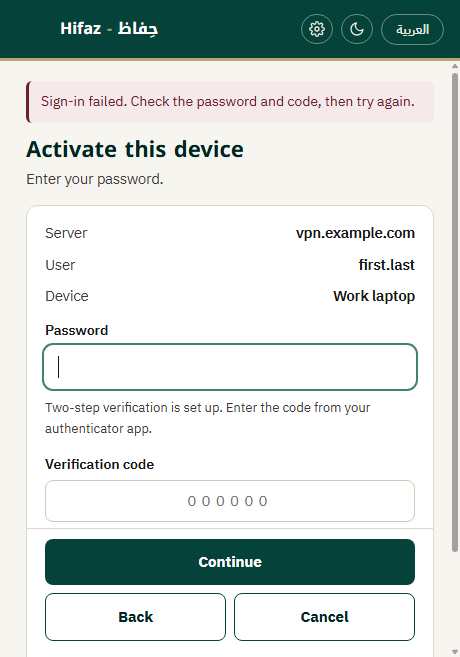 Hifaz - حِفاظ
العربية
Sign-in failed. Check the password and code, then try again.
Activate this device
Enter your password.
Server vpn.example.com
User first.last
Device Work laptop
Password
Two-step verification is set up. Enter the code from your
authenticator app.
Verification code
000000
Continue
Back Cancel